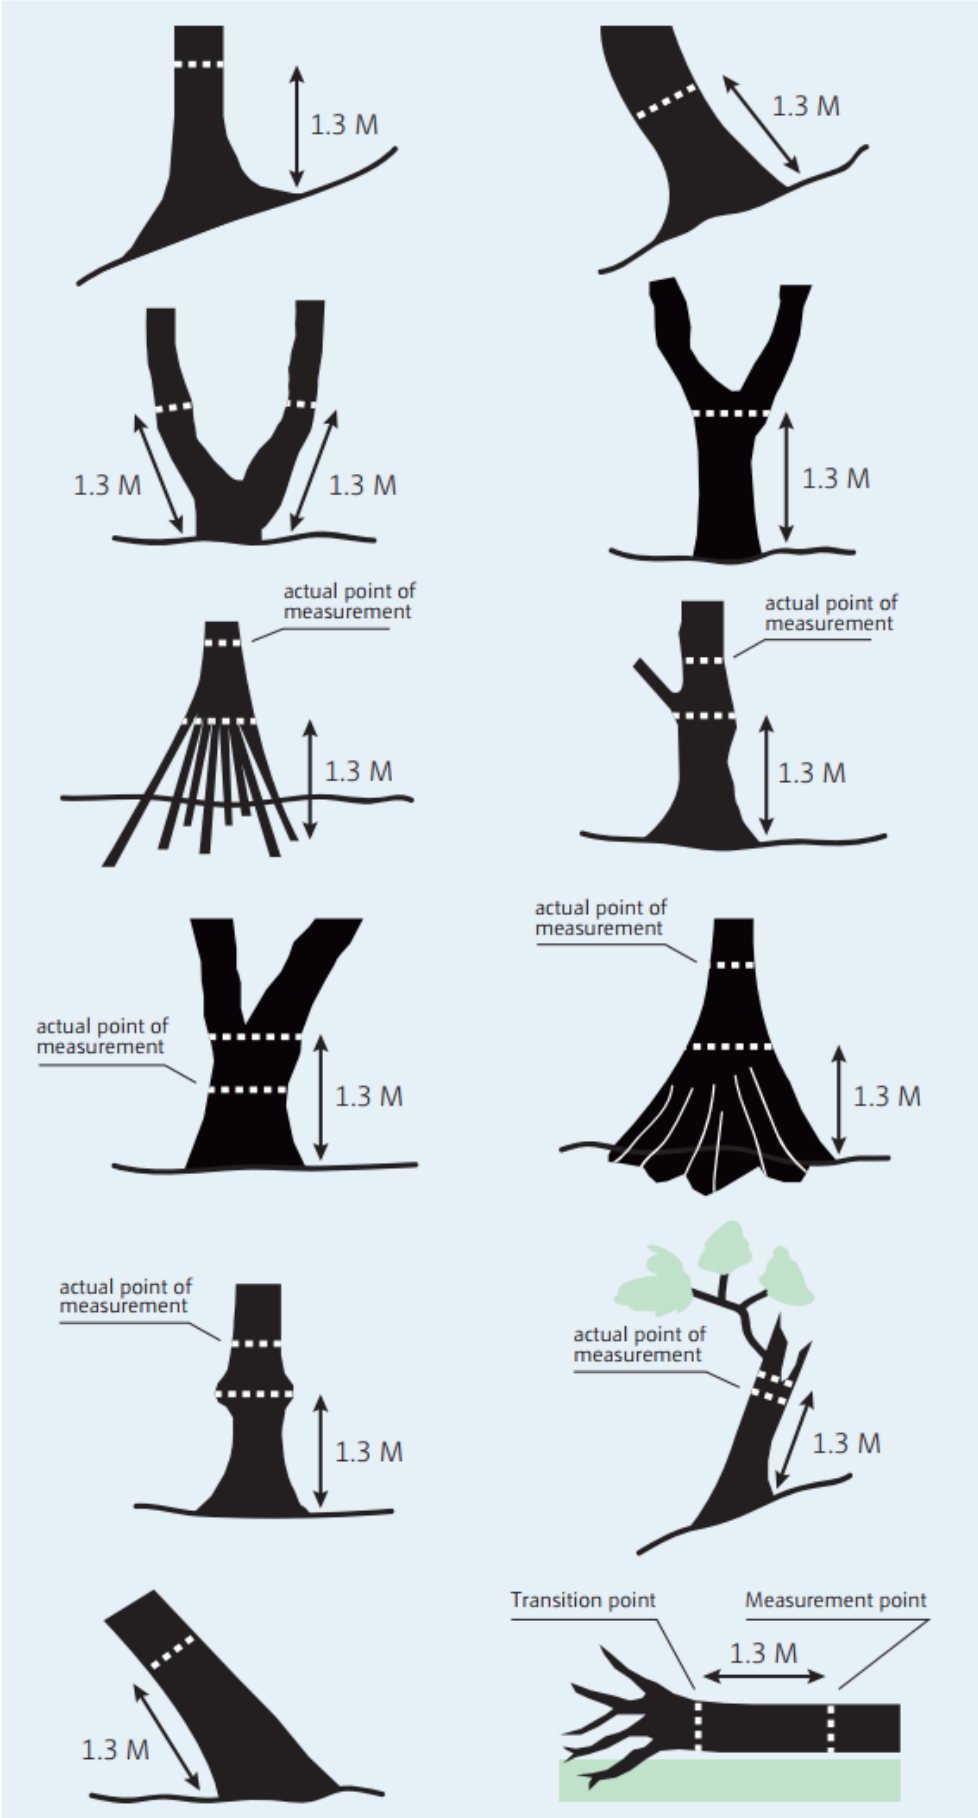 1.3 M
1.3 M
1.3 M
1.3 M
1.3 M
actual point of
measurement
1.3 M
actual point of
measurement
1.3 M
actual point of
measurement
1.3 M
actual point of
measurement
1.3 M
actual point of
measurement
1.3 M
actual point of
measurement
1.3 M
1.3 M
Transition point
Measurement point
1.3 M